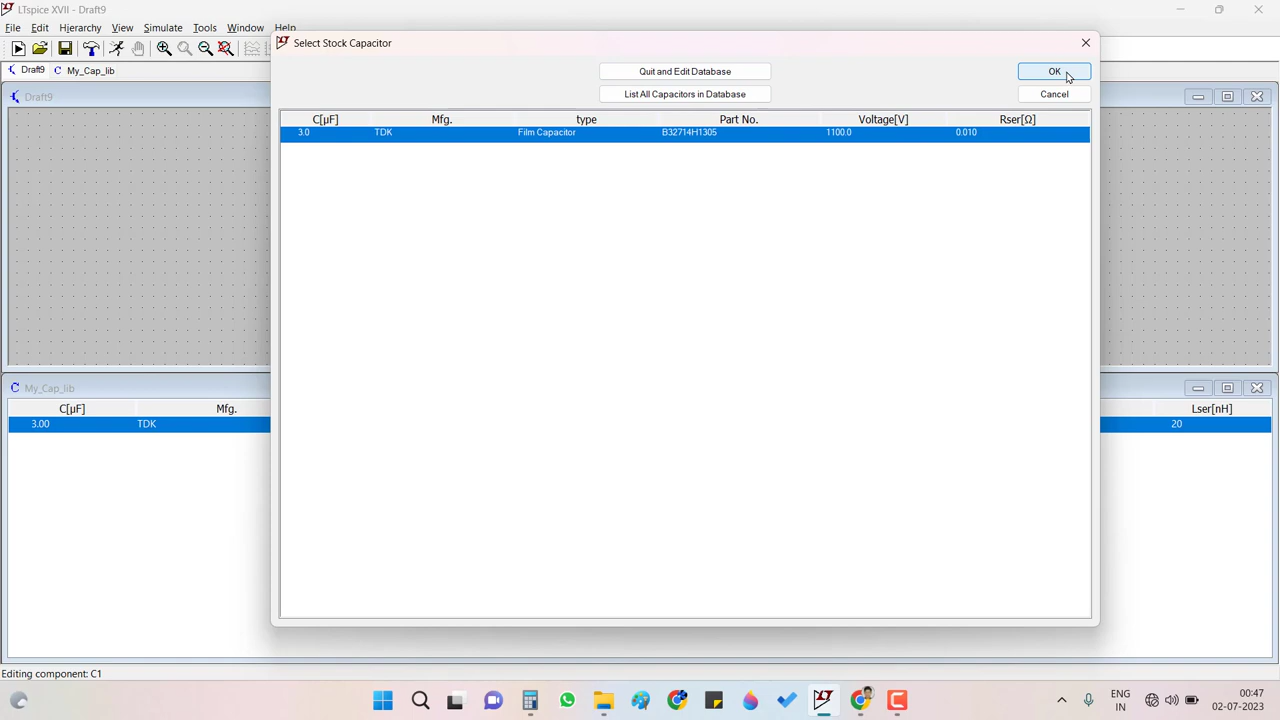 LTspice XVII - Draft9
File Edit Hierarchy View Simulate Tools Window Help
Draft9 My_Cap_lib
Draft9
Select Stock Capacitor
Quit and Edit Database
OK
List All Capacitors in Database
Cancel
C[µF] Mfg. type Part No. Voltage[V] Rser[Ω]
3.0 TDK Film Capacitor B32714H1305 1100.0 0.010
My_Cap_lib
C[µF] Mfg. Lser[nH]
3.00 TDK 20
Editing component: C1
ENG
IN
00:47
02-07-2023